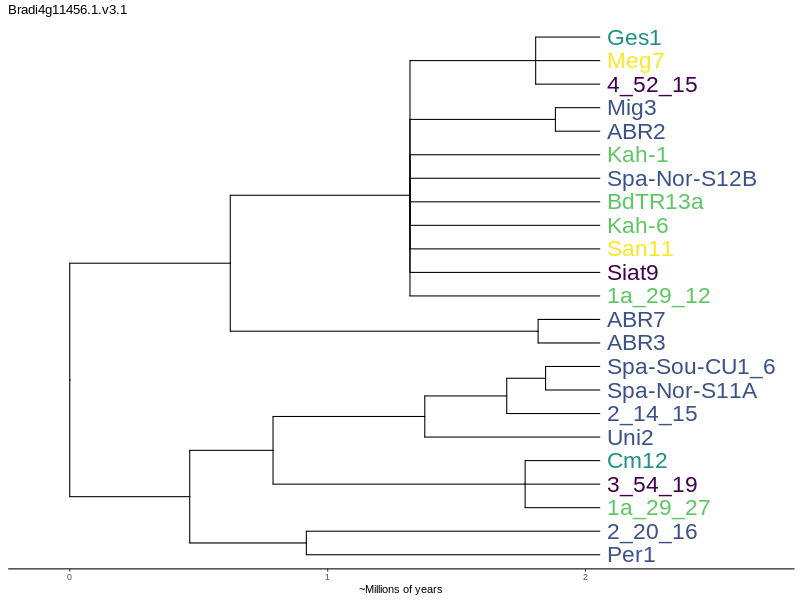 Bradi4g11456.1.v3.1
Ges1
Meg7
4_52_15
Mig3
ABR2
Kah-1
Spa-Nor-S12B
BdTR13a
Kah-6
San11
Siat9
1a_29_12
ABR7
ABR3
Spa-Sou-CU1_6
Spa-Nor-S11A
2_14_15
Uni2
Cm12
3_54_19
1a_29_27
2_20_16
Per1
0 1 2
~Millions of years